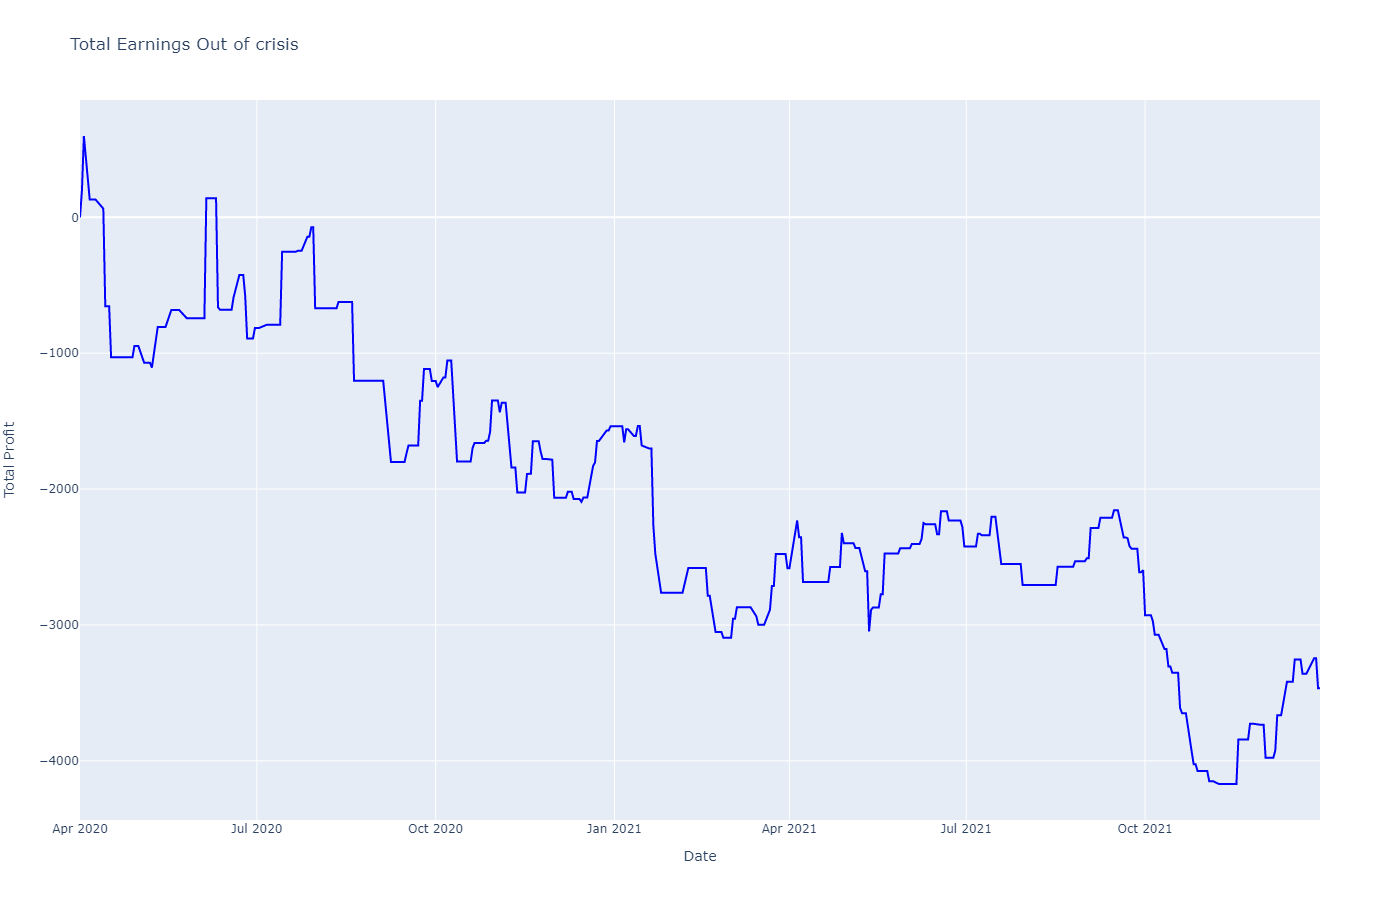 Total Earnings Out of crisis
Total Profit
0
−1000
−2000
−3000
−4000
Apr 2020
Jul 2020
Oct 2020
Jan 2021
Apr 2021
Jul 2021
Oct 2021
Date